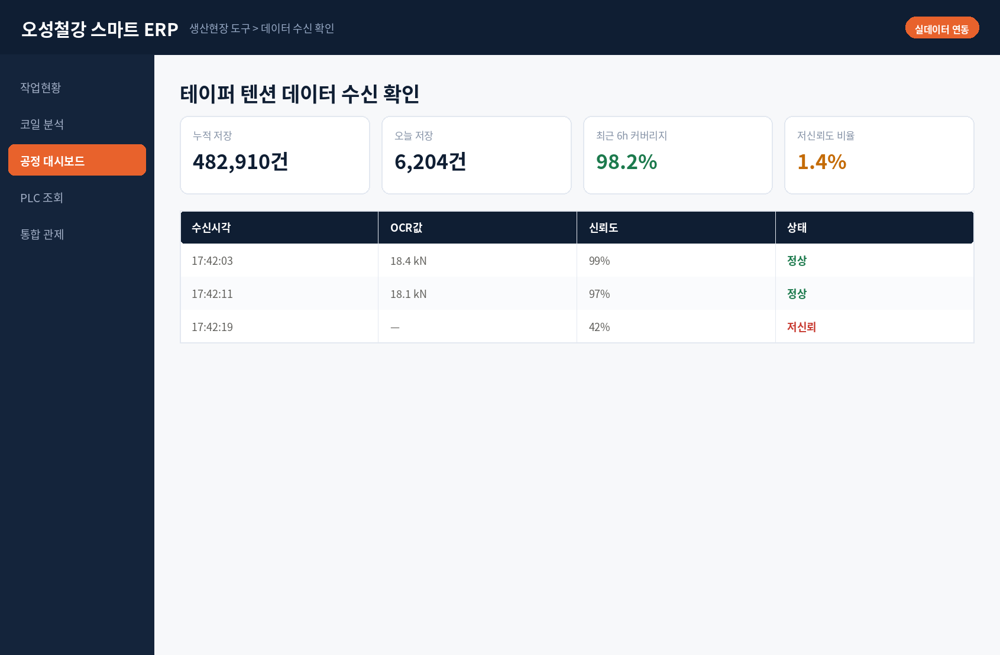 오성철강 스마트 ERP 생산현장 도구 > 데이터 수신 확인 실데이터 연동
작업현황
코일 분석
공정 대시보드
PLC 조회
통합 관제
테이퍼 텐션 데이터 수신 확인
누적 저장 오늘 저장 최근 6h 커버리지 저신뢰도 비율
482,910건 6,204건 98.2% 1.4%
수신시각 OCR값 신뢰도 상태
17:42:03 18.4 kN 99% 정상
17:42:11 18.1 kN 97% 정상
17:42:19 — 42% 저신뢰